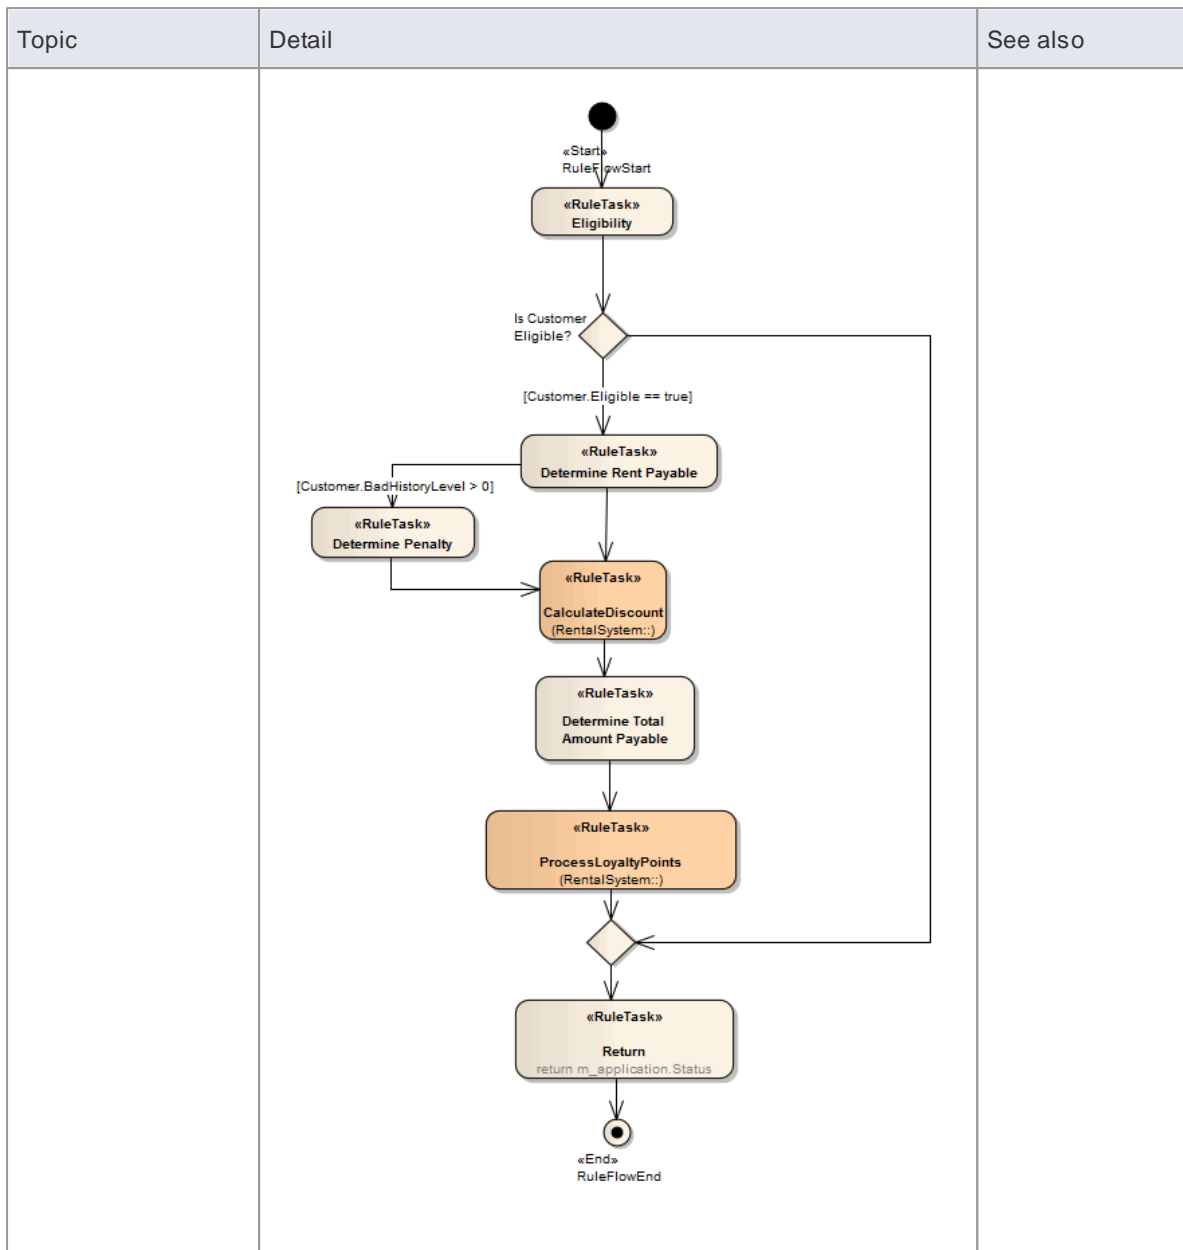 Topic
Detail
See also
«Start»
RuleFlowStart
«RuleTask»
Eligibility
Is Customer
Eligible?
[Customer.Eligible == true]
«RuleTask»
Determine Rent Payable
[Customer.BadHistoryLevel > 0]
«RuleTask»
Determine Penalty
«RuleTask»
CalculateDiscount
(RentalSystem::)
«RuleTask»
Determine Total
Amount Payable
«RuleTask»
ProcessLoyaltyPoints
(RentalSystem::)
«RuleTask»
Return
return m_application.Status
«End»
RuleFlowEnd